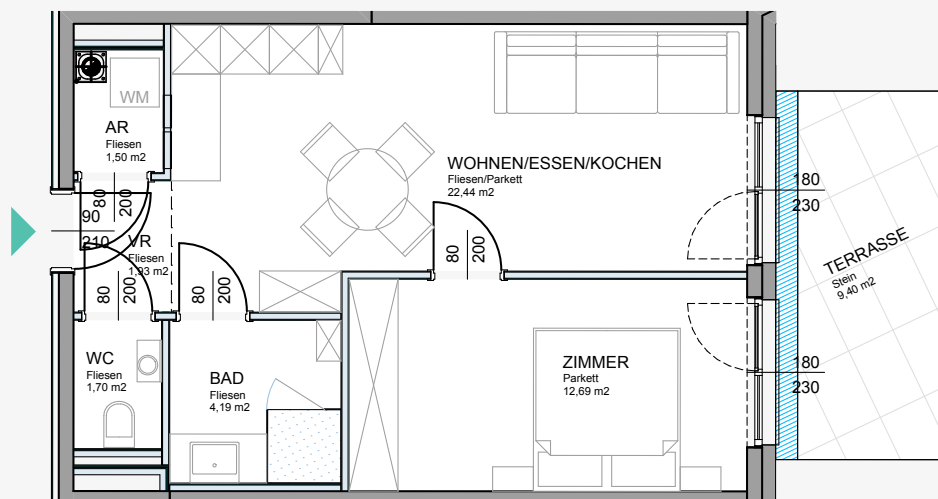 WM
AR
Fliesen
1,50 m2
80
200
90
210
VR
Fliesen
1,93 m2
80
200
80
200
WOHNEN/ESSEN/KOCHEN
Fliesen/Parkett
22,44 m2
80
200
180
230
TERRASSE
Stein
9,40 m2
WC
Fliesen
1,70 m2
BAD
Fliesen
4,19 m2
ZIMMER
Parkett
12,69 m2
180
230